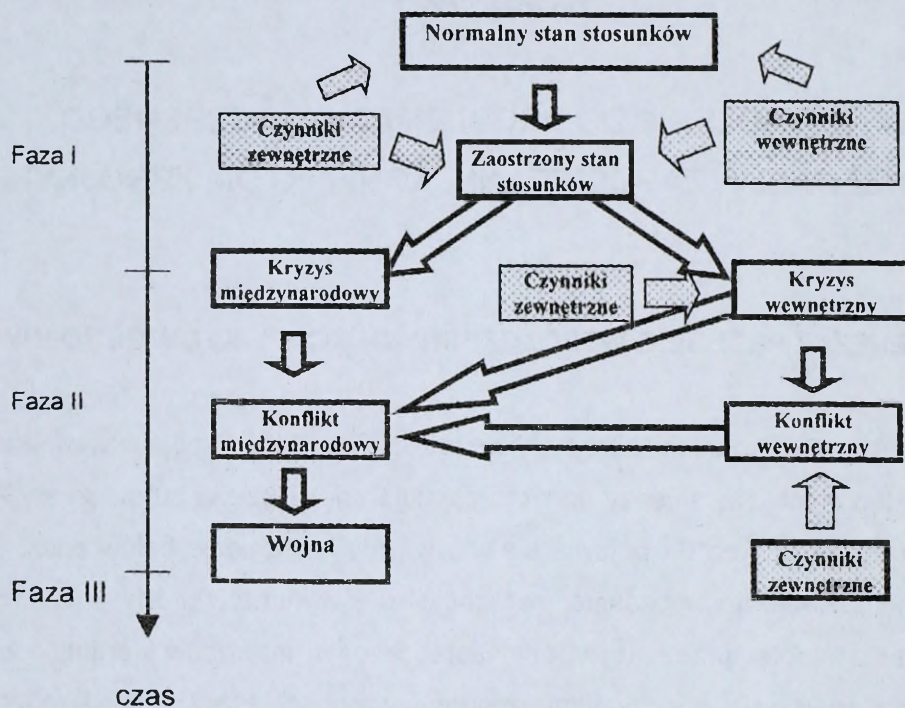 Normalny stan stosunków
Faza I
Czynniki
zewnętrzne
Czynniki
wewnętrzne
Zaostrzony stan
stosunków
Kryzys
międzynarodowy
Czynniki
zewnętrzne
Kryzys
wewnętrzny
Faza II
Konflikt
międzynarodowy
Konflikt
wewnętrzny
Wojna
Faza III
Czynniki
zewnętrzne
czas